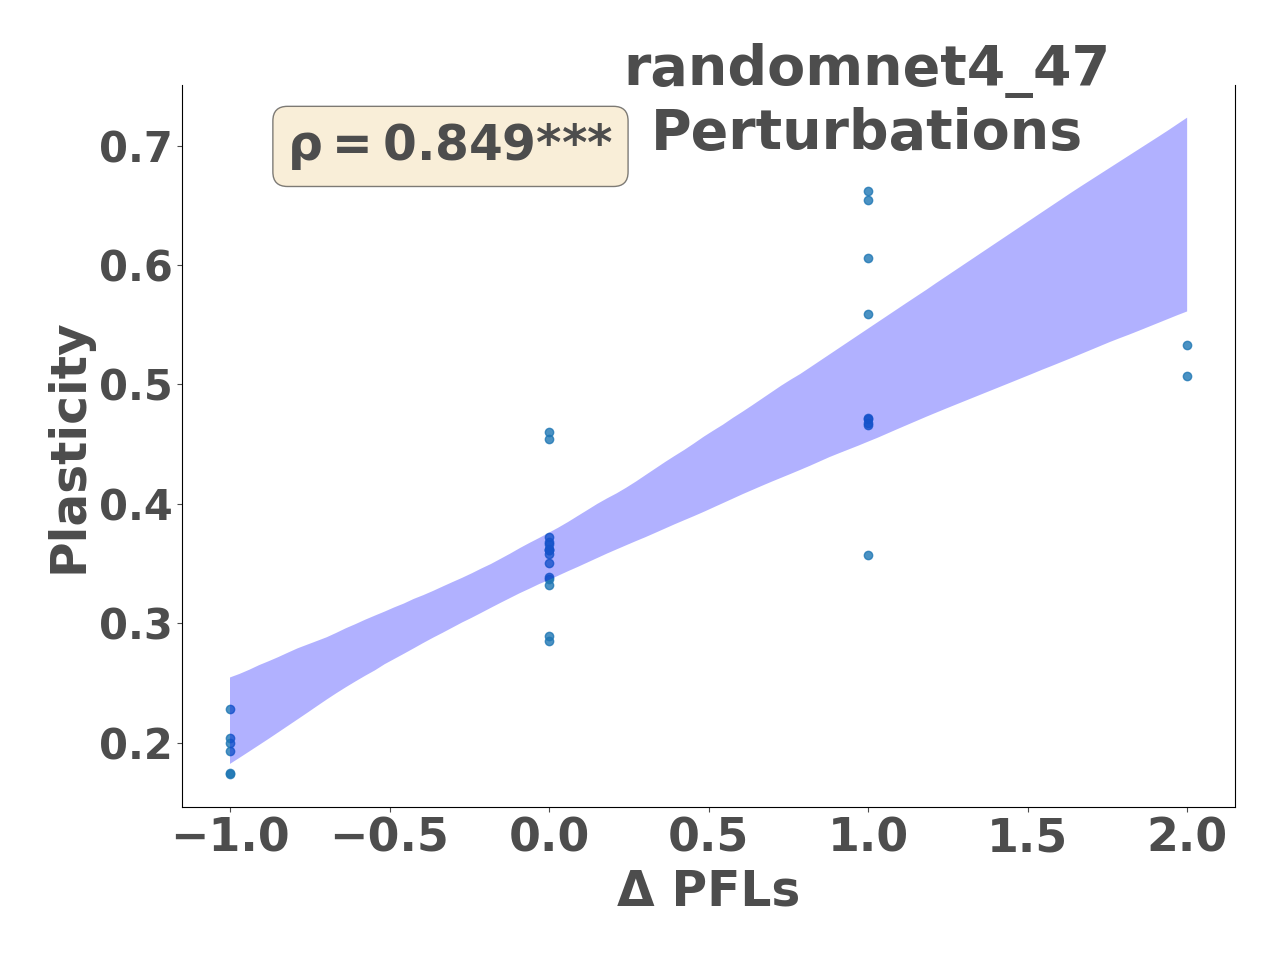 randomnet4_47
Perturbations
ρ = 0.849***
Plasticity
0.7
0.6
0.5
0.4
0.3
0.2
−1.0 −0.5 0.0 0.5 1.0 1.5 2.0
Δ PFLs